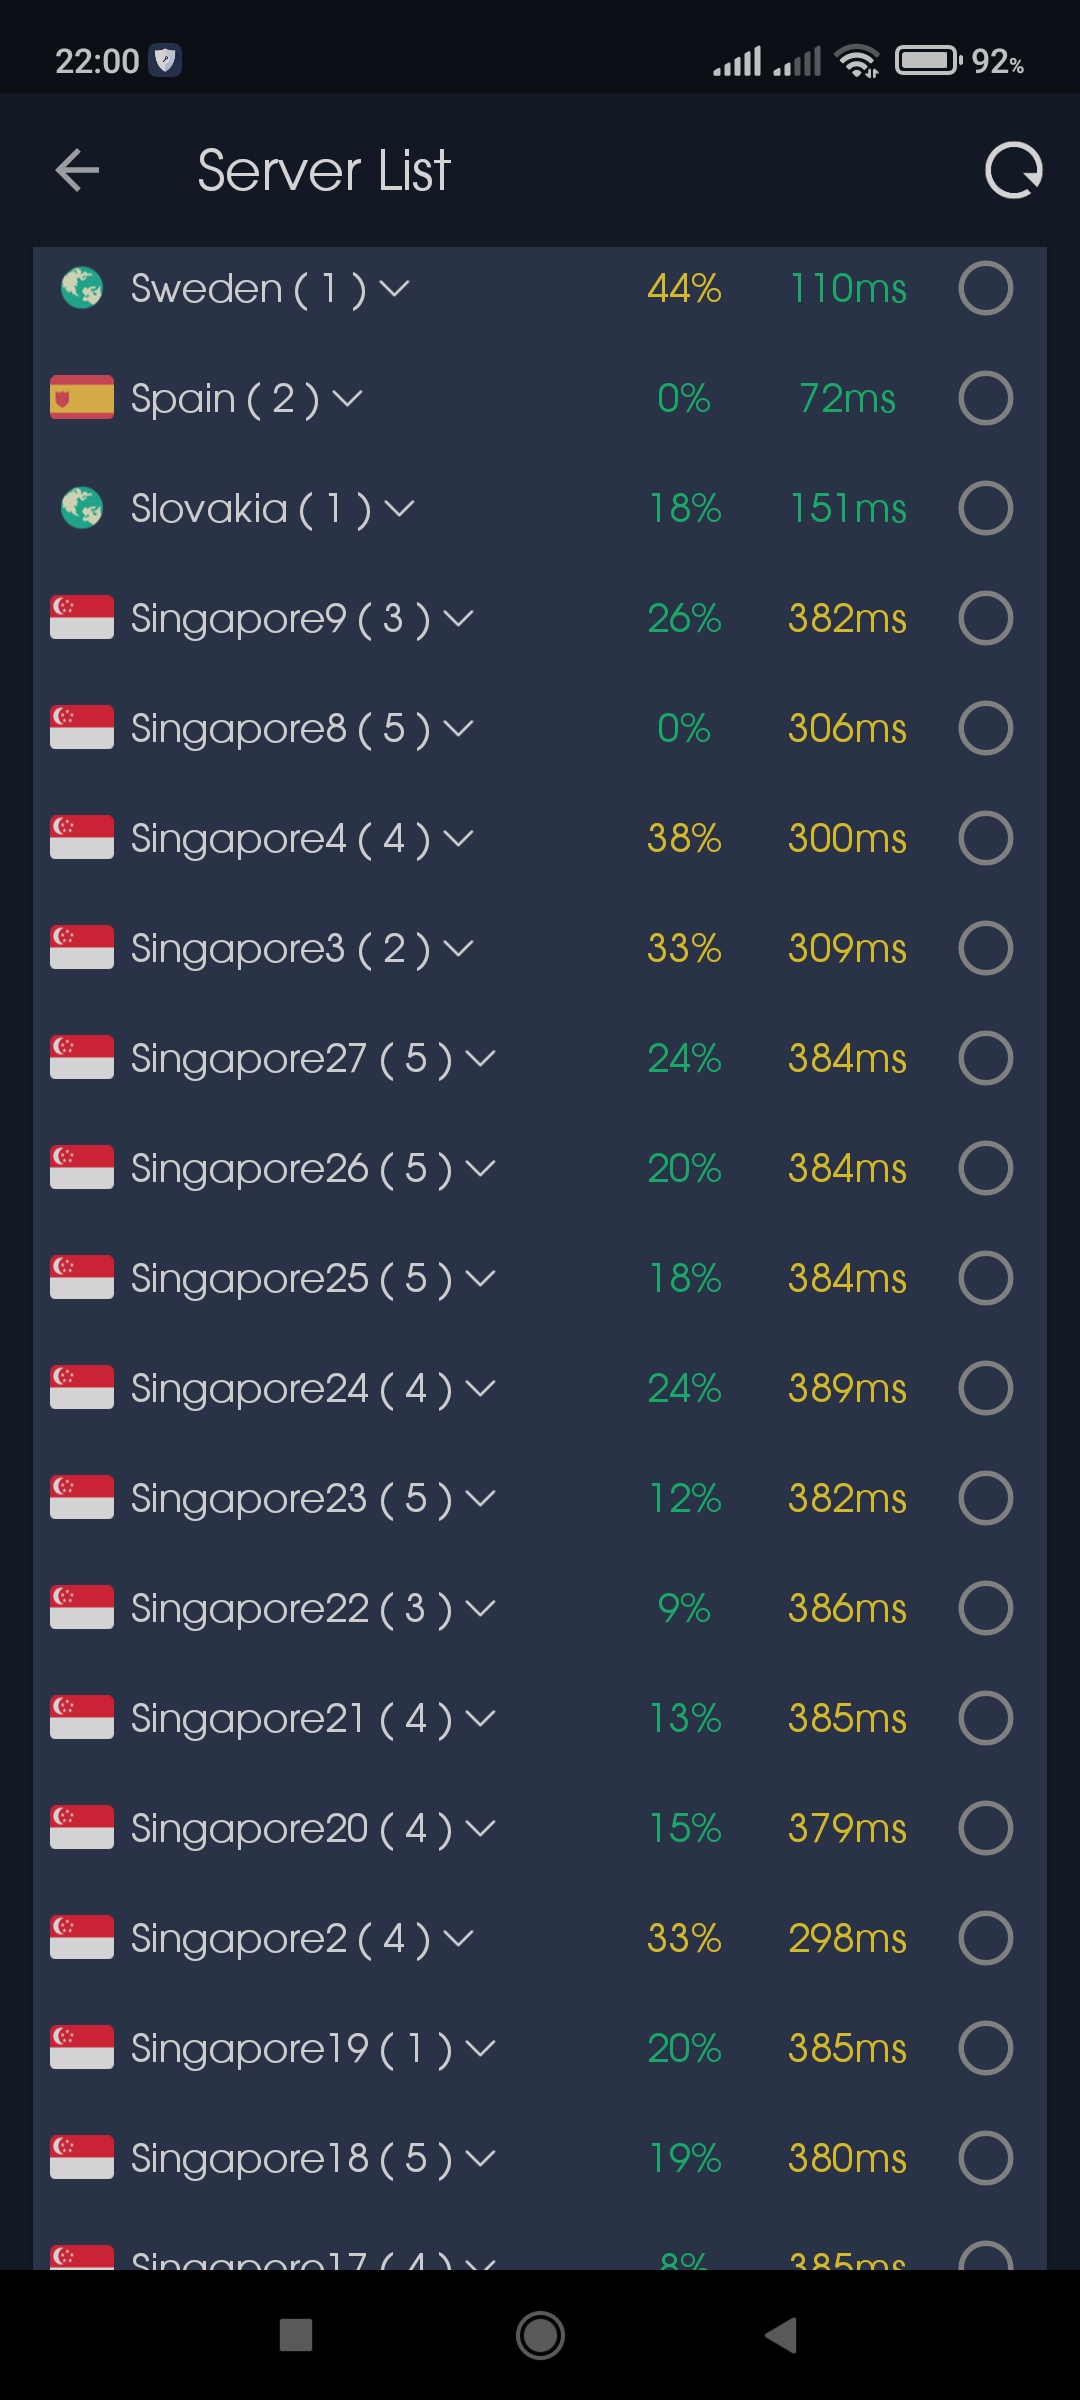 22:00 92%
Server List
Sweden ( 1 ) 44% 110ms
Spain ( 2 ) 0% 72ms
Slovakia ( 1 ) 18% 151ms
Singapore9 ( 3 ) 26% 382ms
Singapore8 ( 5 ) 0% 306ms
Singapore4 ( 4 ) 38% 300ms
Singapore3 ( 2 ) 33% 309ms
Singapore27 ( 5 ) 24% 384ms
Singapore26 ( 5 ) 20% 384ms
Singapore25 ( 5 ) 18% 384ms
Singapore24 ( 4 ) 24% 389ms
Singapore23 ( 5 ) 12% 382ms
Singapore22 ( 3 ) 9% 386ms
Singapore21 ( 4 ) 13% 385ms
Singapore20 ( 4 ) 15% 379ms
Singapore2 ( 4 ) 33% 298ms
Singapore19 ( 1 ) 20% 385ms
Singapore18 ( 5 ) 19% 380ms
Singapore17 ( 4 ) 8% 385ms